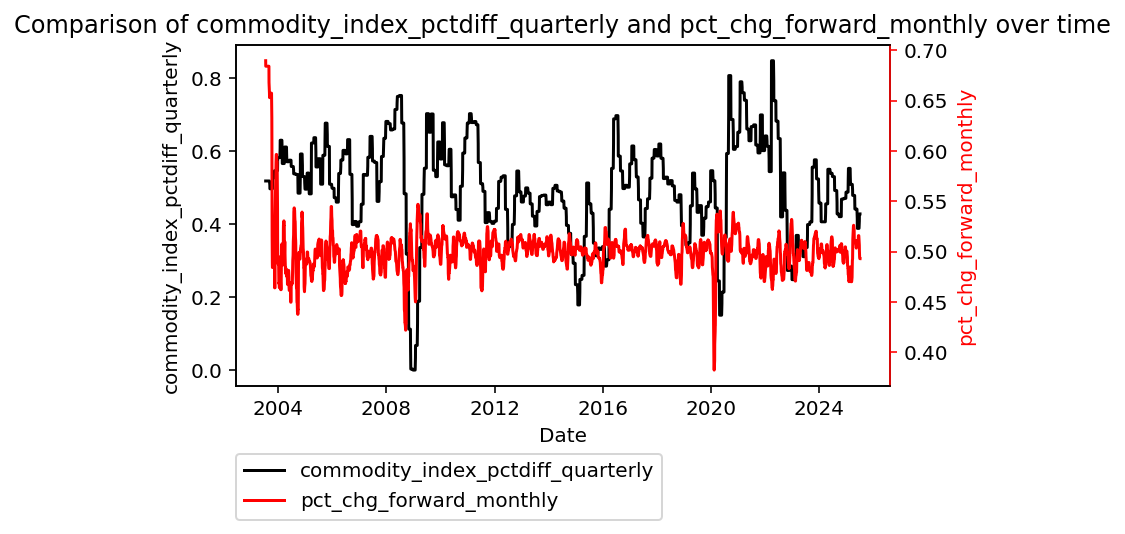 Comparison of commodity_index_pctdiff_quarterly and pct_chg_forward_monthly over time
commodity_index_pctdiff_quarterly
0.8
0.6
0.4
0.2
0.0
0.70
0.65
0.60
0.55
0.50
0.45
0.40
pct_chg_forward_monthly
2004 2008 2012 2016 2020 2024
Date
commodity_index_pctdiff_quarterly
pct_chg_forward_monthly